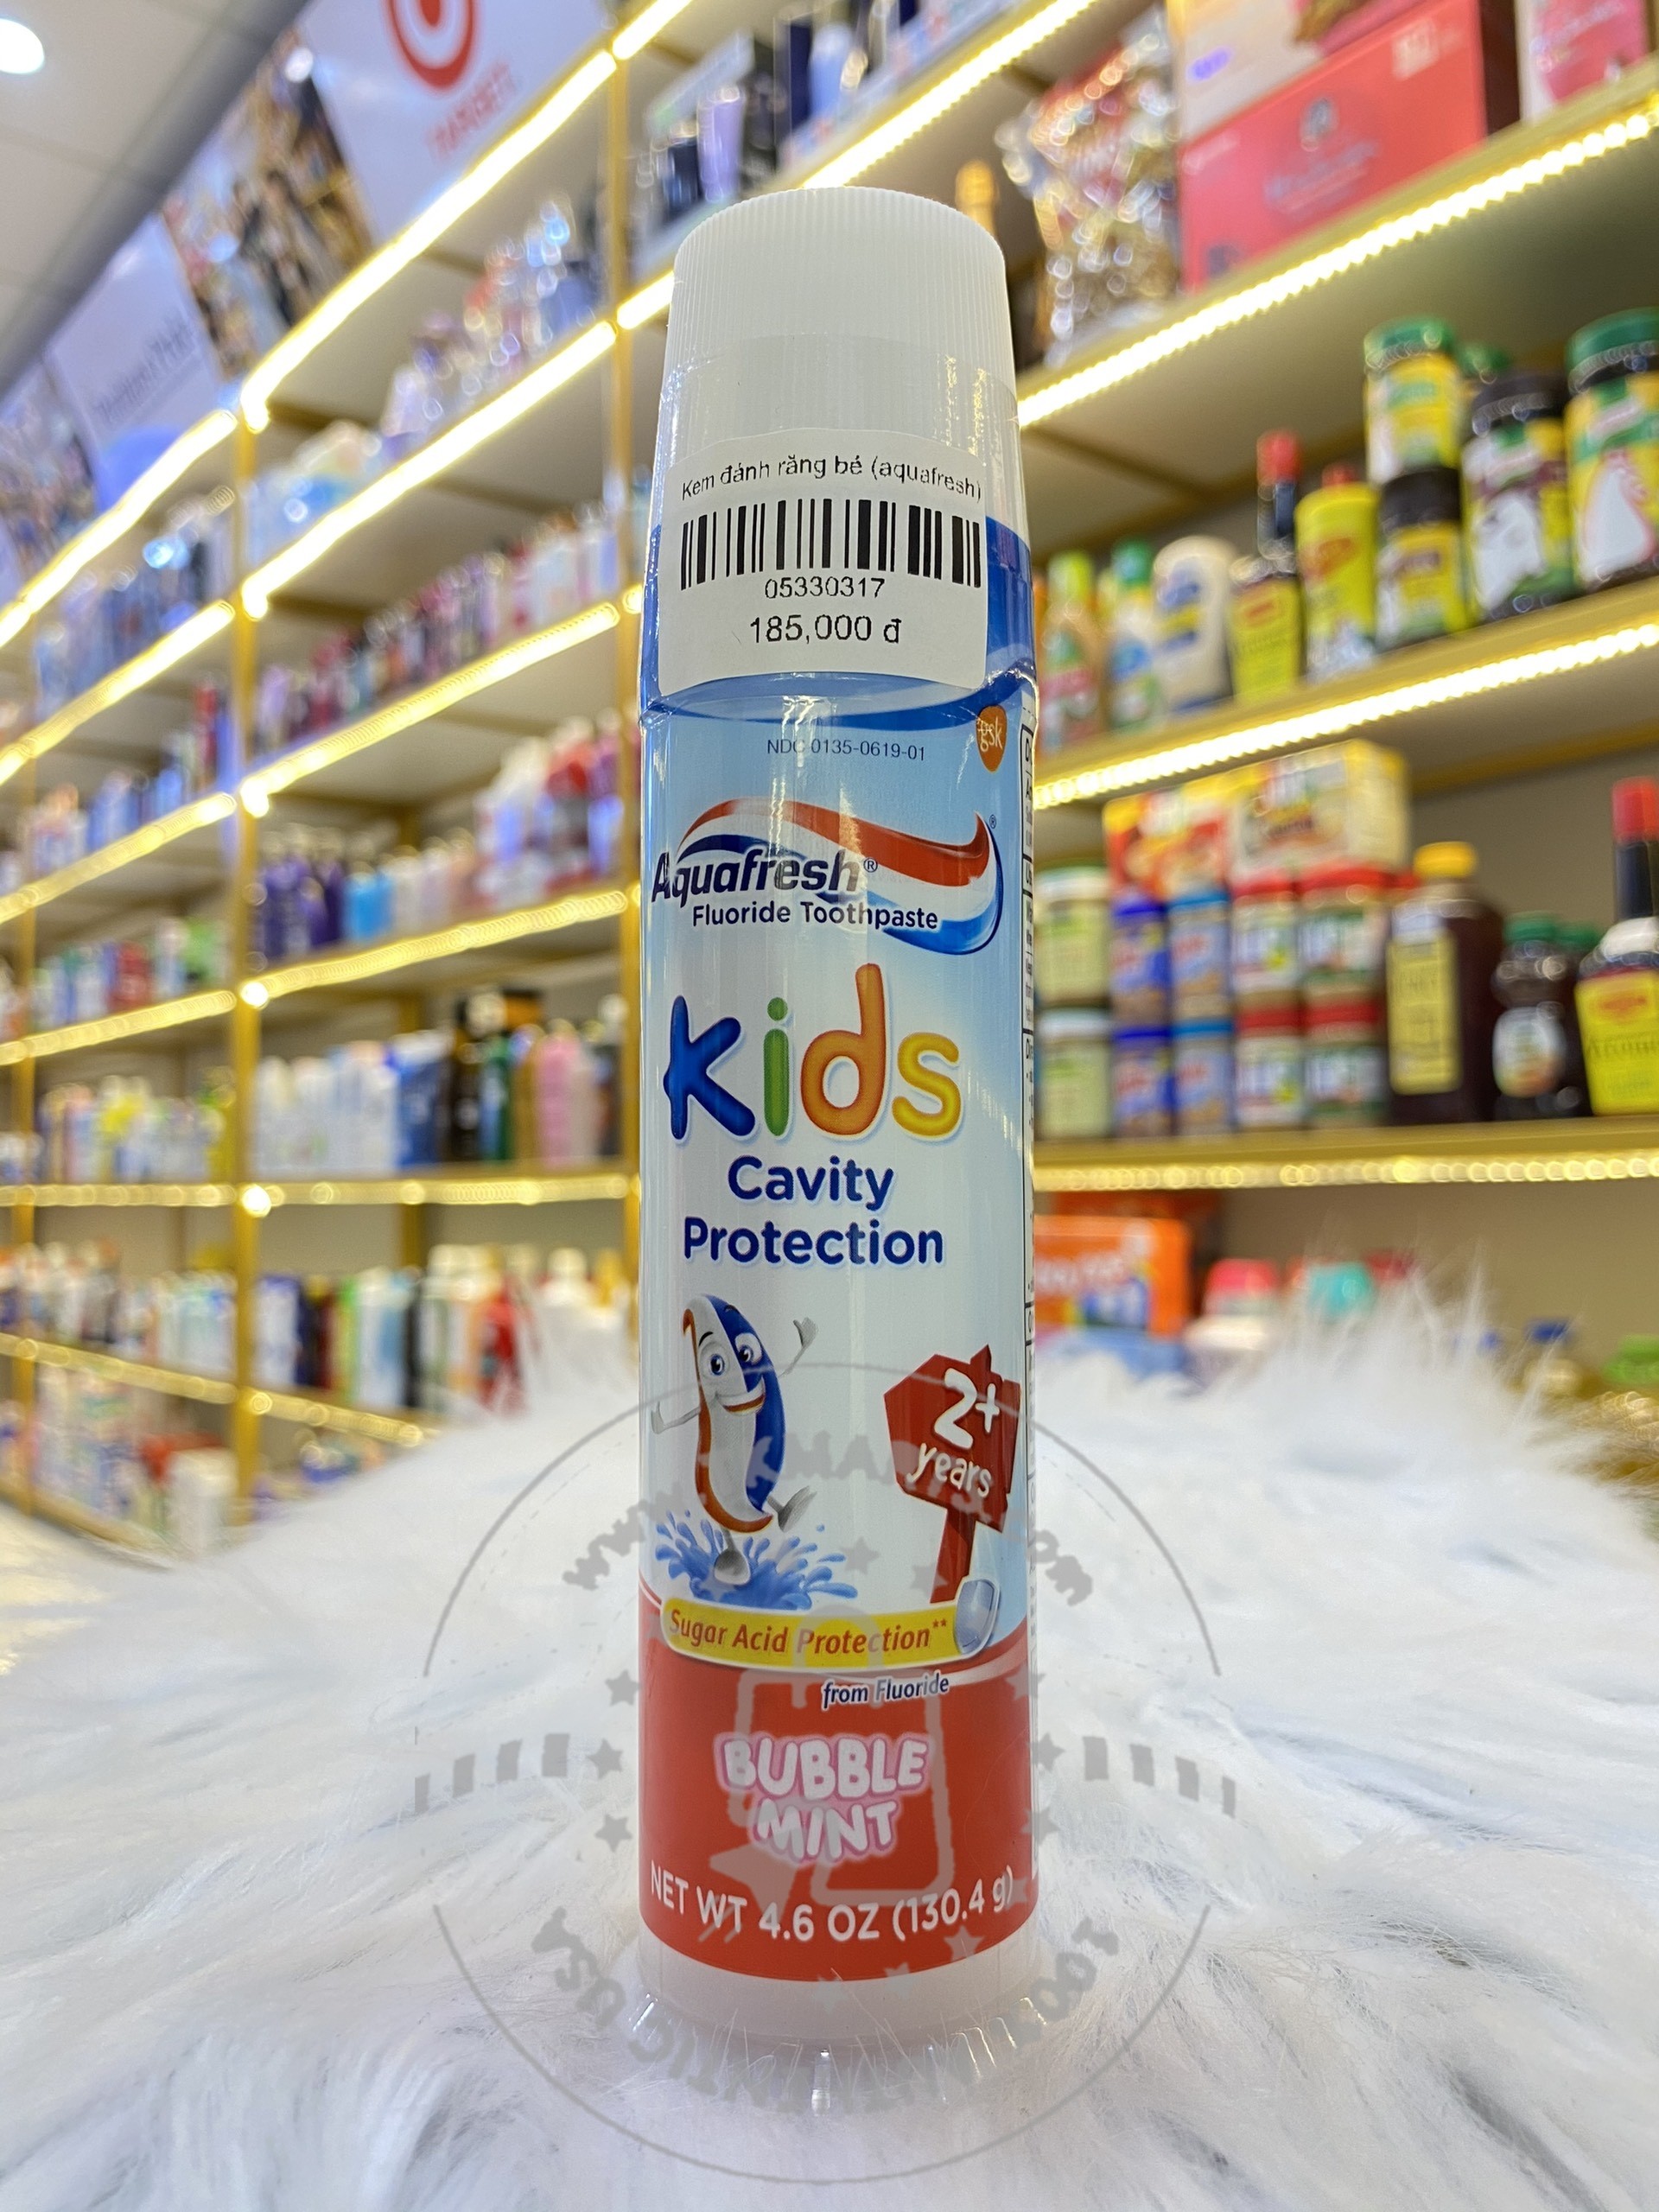 Kem đánh răng bé (aquafresh)
05330317
185,000 đ
gsk
NDC 0135-0619-01
Aquafresh®
Fluoride Toothpaste
kids
Cavity
Protection
2+
years
Sugar Acid Protection**
from Fluoride
BUBBLE
MINT
NET WT 4.6 OZ (130.4 g)